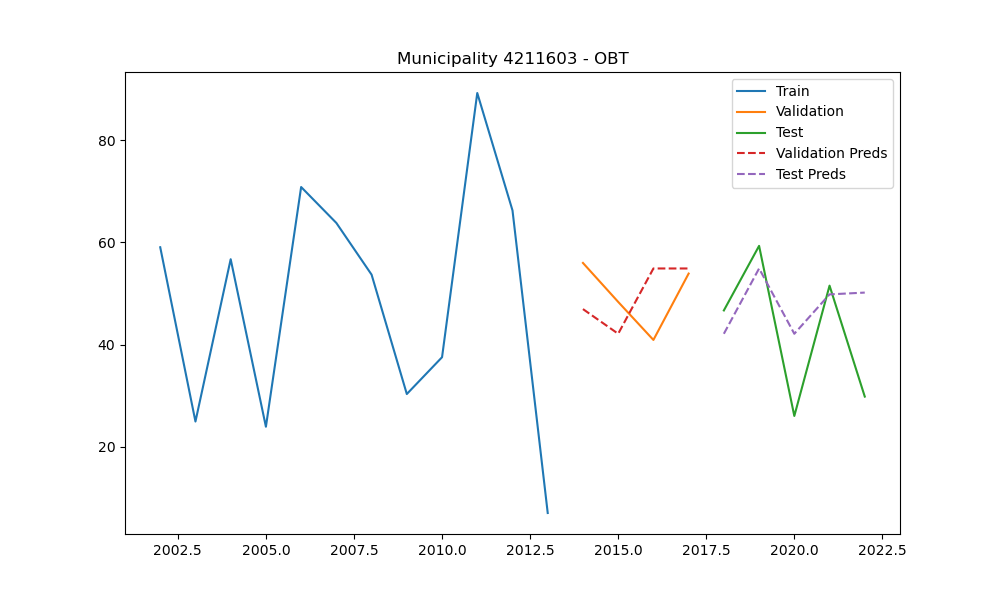 Municipality 4211603 - OBT
Train
Validation
Test
Validation Preds
Test Preds
80
60
40
20
2002.5 2005.0 2007.5 2010.0 2012.5 2015.0 2017.5 2020.0 2022.5